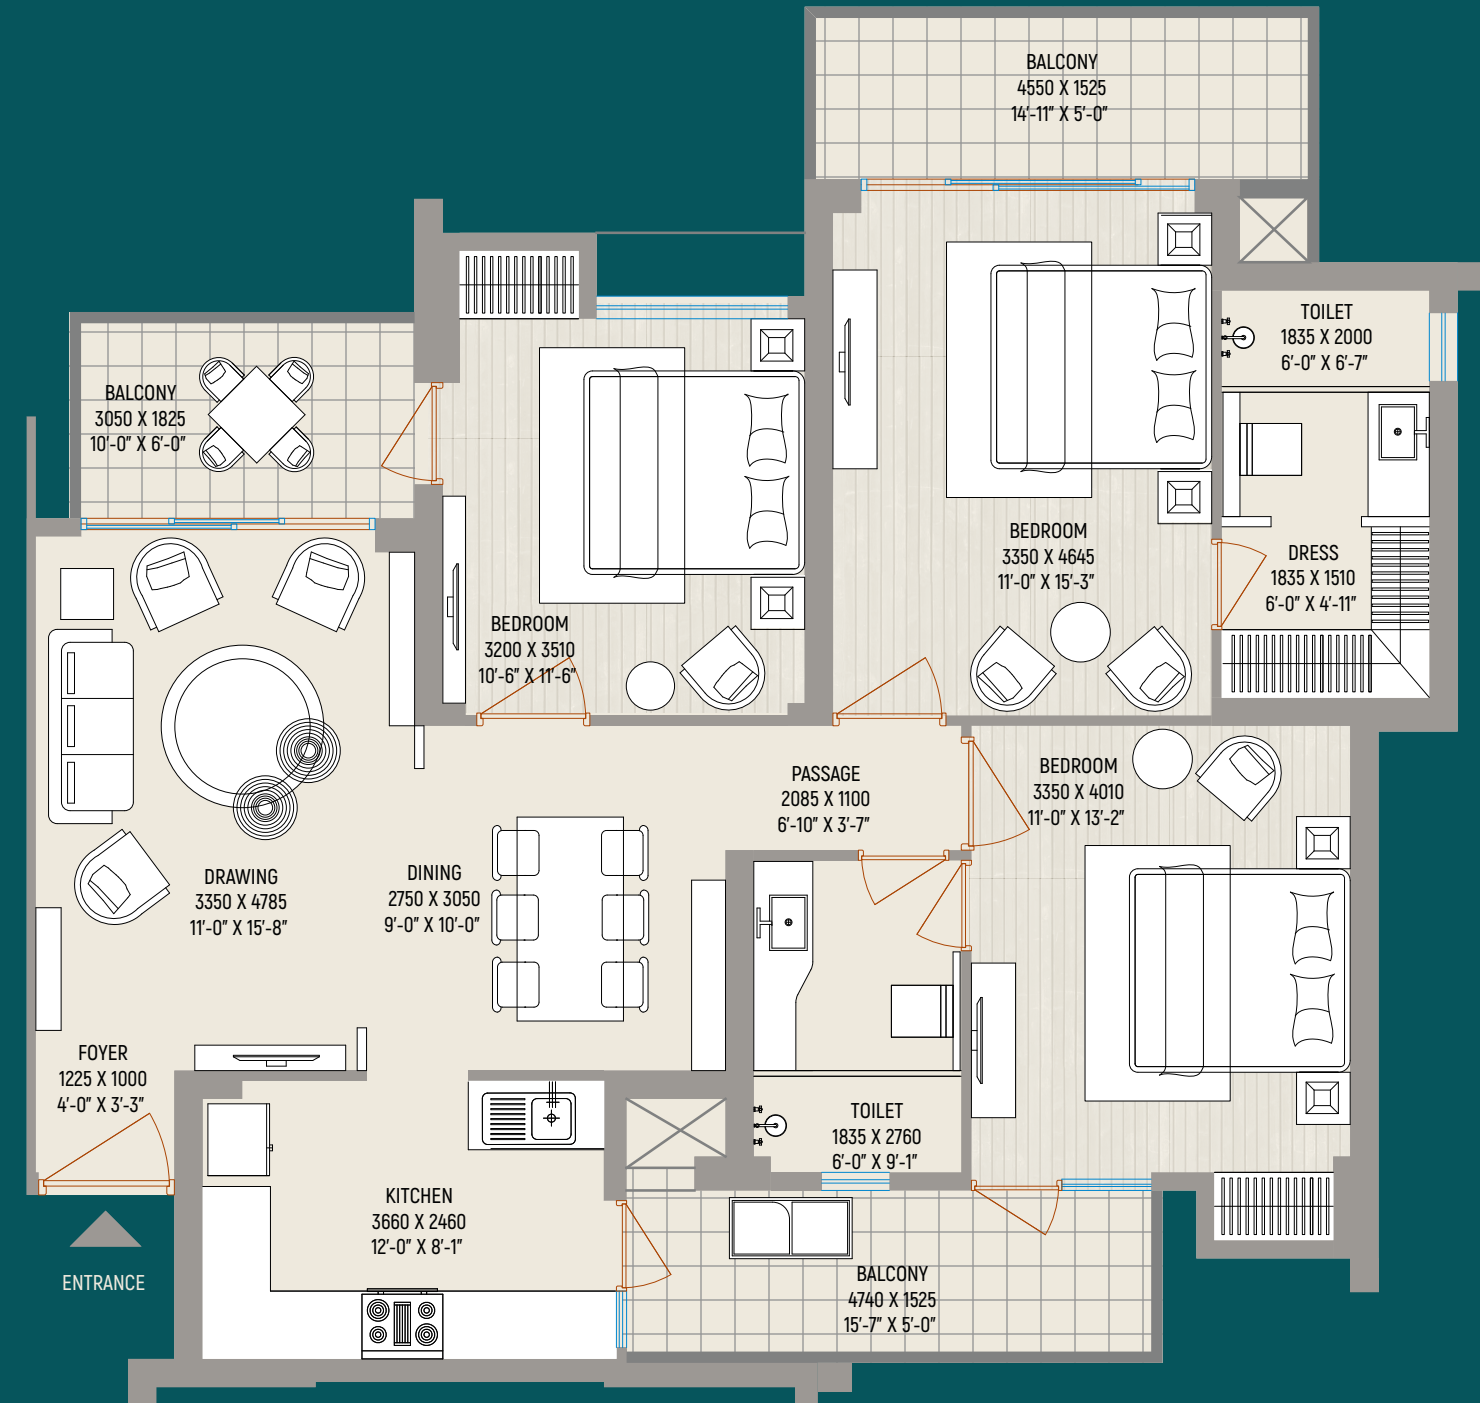 BALCONY
4550 X 1525
14'-11" X 5'-0"
TOILET
1835 X 2000
6'-0" X 6'-7"
BALCONY
3050 X 1825
10'-0" X 6'-0"
BEDROOM
3350 X 4645
11'-0" X 15'-3"
DRESS
1835 X 1510
6'-0" X 4'-11"
BEDROOM
3200 X 3510
10'-6" X 11'-6"
PASSAGE
2085 X 1100
6'-10" X 3'-7"
BEDROOM
3350 X 4010
11'-0" X 13'-2"
DRAWING
3350 X 4785
11'-0" X 15'-8"
DINING
2750 X 3050
9'-0" X 10'-0"
FOYER
1225 X 1000
4'-0" X 3'-3"
TOILET
1835 X 2760
6'-0" X 9'-1"
KITCHEN
3660 X 2460
12'-0" X 8'-1"
ENTRANCE
BALCONY
4740 X 1525
15'-7" X 5'-0"